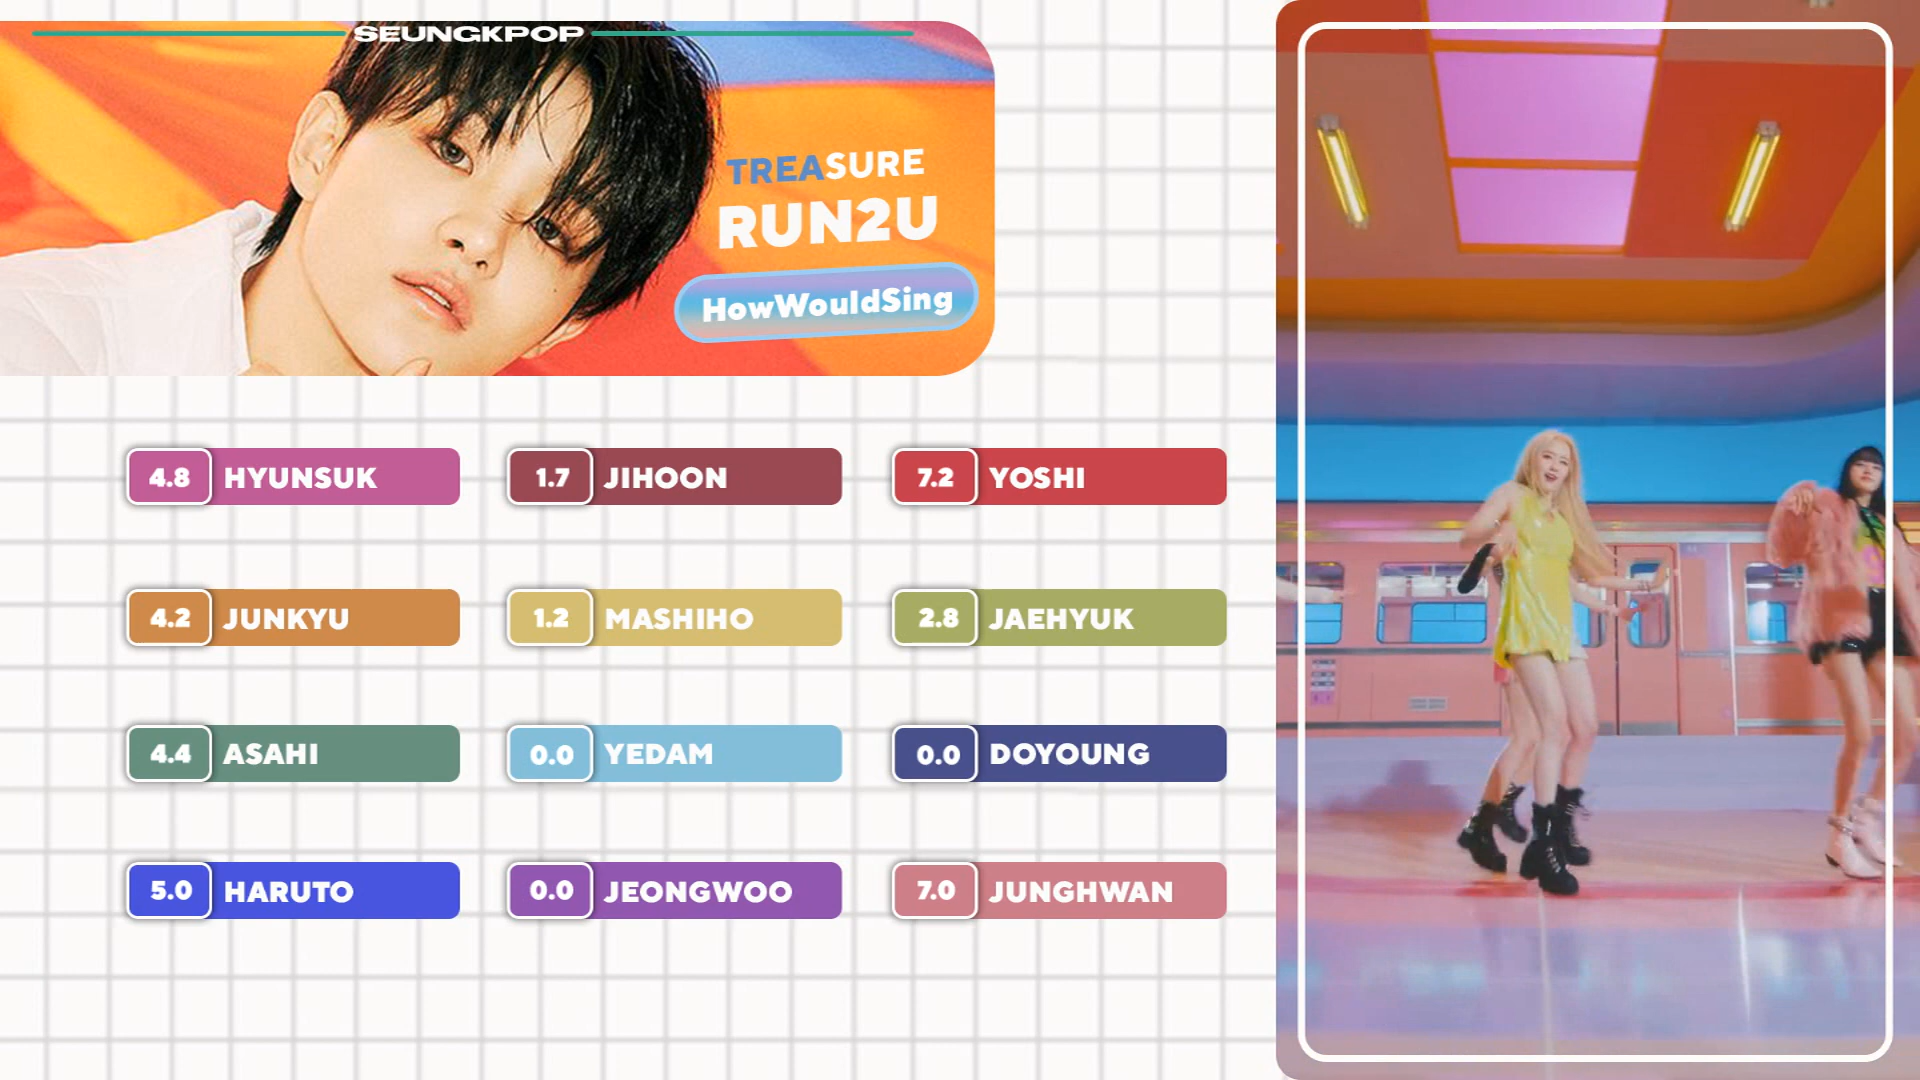 SEUNGKPOP
TREASURE
RUN2U
HowWouldSing
4.8 HYUNSUK
1.7 JIHOON
7.2 YOSHI
4.2 JUNKYU
1.2 MASHIHO
2.8 JAEHYUK
4.4 ASAHI
0.0 YEDAM
0.0 DOYOUNG
5.0 HARUTO
0.0 JEONGWOO
7.0 JUNGHWAN